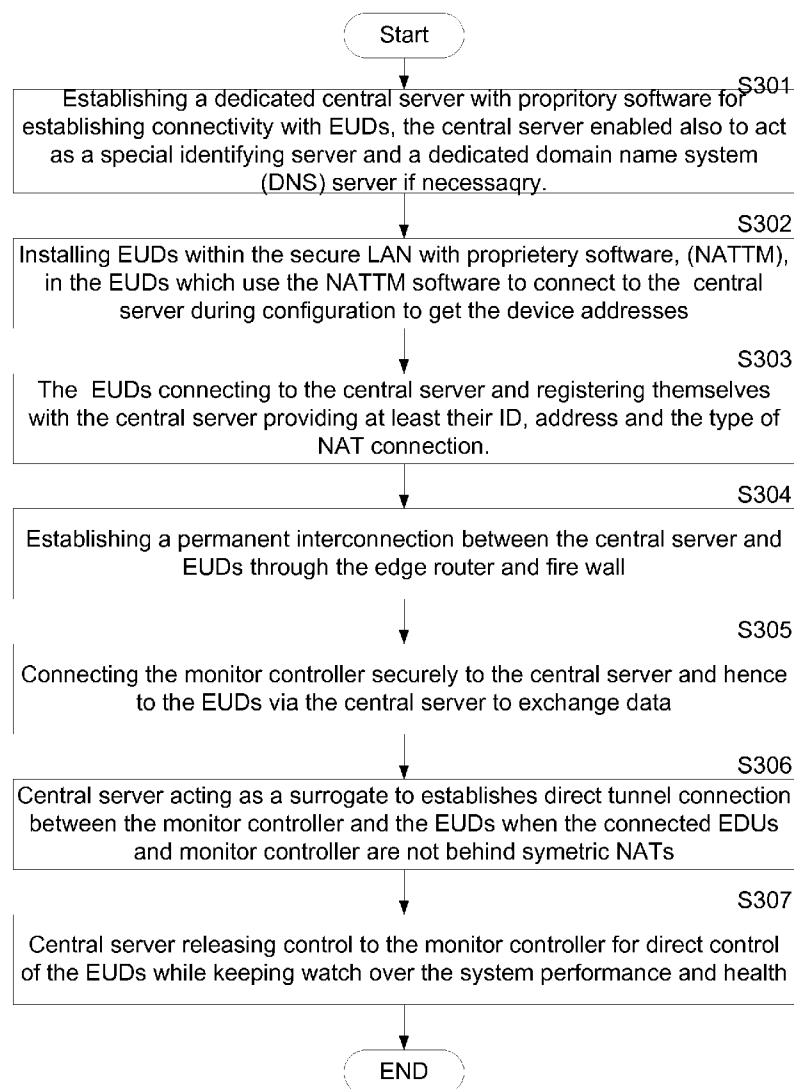 Start
S301
Establishing a dedicated central server with propritory software for
establishing connectivity with EUDs, the central server enabled also to act
as a special identifying server and a dedicated domain name system
(DNS) server if necessaqry.
S302
Installing EUDs within the secure LAN with proprietery software, (NATTM),
in the EUDs which use the NATTM software to connect to the central
server during configuration to get the device addresses
S303
The EUDs connecting to the central server and registering themselves
with the central server providing at least their ID, address and the type of
NAT connection.
S304
Establishing a permanent interconnection between the central server and
EUDs through the edge router and fire wall
S305
Connecting the monitor controller securely to the central server and hence
to the EUDs via the central server to exchange data
S306
Central server acting as a surrogate to establishes direct tunnel connection
between the monitor controller and the EUDs when the connected EDUs
and monitor controller are not behind symetric NATs
S307
Central server releasing control to the monitor controller for direct control
of the EUDs while keeping watch over the system performance and health
END